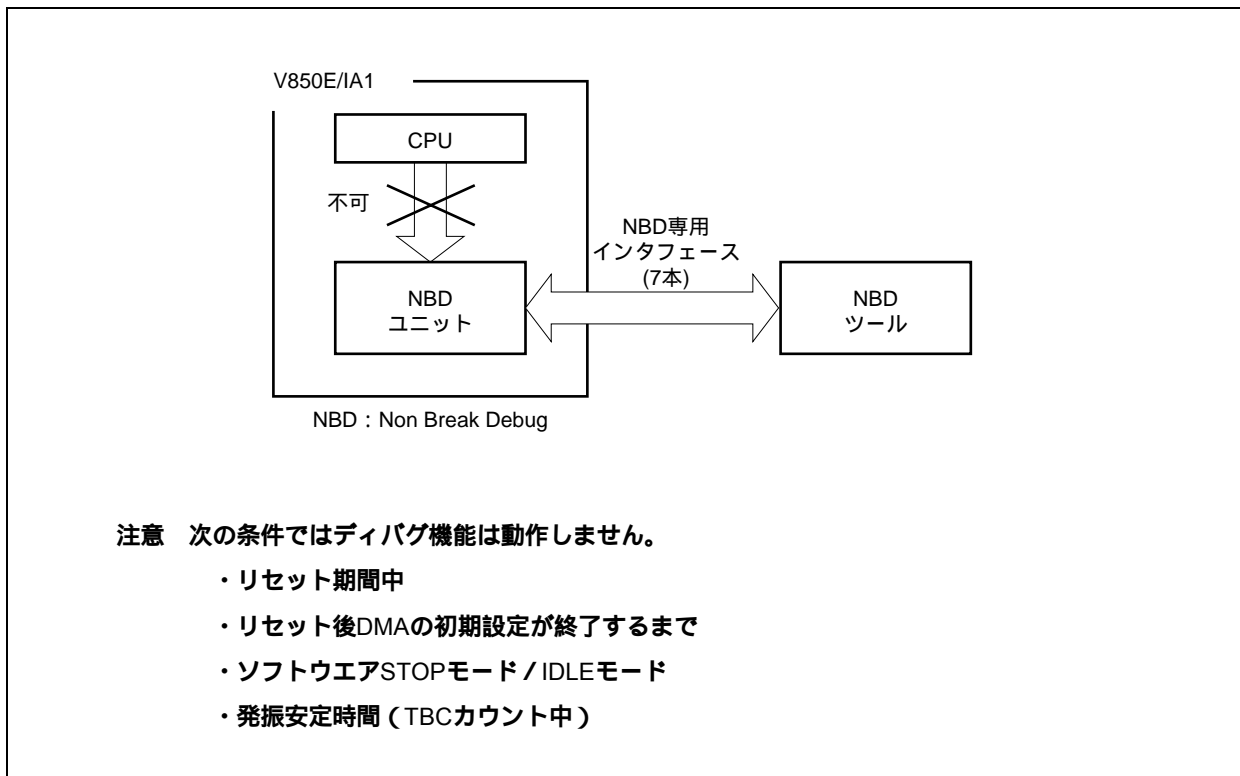 V850E/IA1
CPU
不可
NBD専用
インタフェース
(7本)
NBD
ユニット
NBD
ツール
NBD：Non Break Debug
注意　次の条件ではディバグ機能は動作しません。
・リセット期間中
・リセット後DMAの初期設定が終了するまで
・ソフトウエアSTOPモード／IDLEモード
・発振安定時間（TBCカウント中）